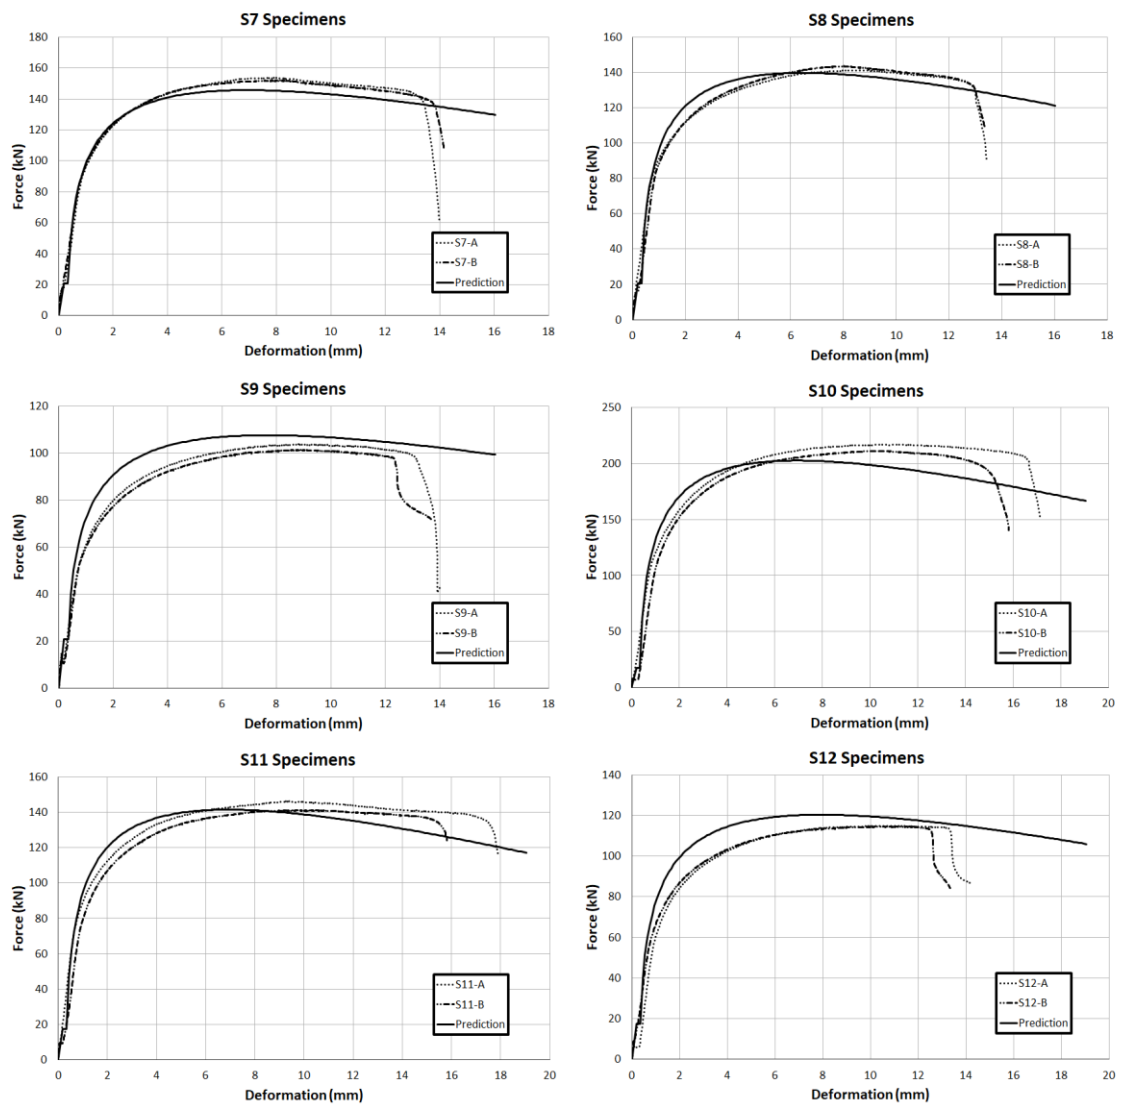 S7 Specimens
180
160
140
120
100
80
60
40
20
0
Force (kN)
S7-A
S7-B
Prediction
0 2 4 6 8 10 12 14 16 18
Deformation (mm)
S8 Specimens
160
140
120
100
80
60
40
20
0
Force (kN)
S8-A
S8-B
Prediction
0 2 4 6 8 10 12 14 16 18
Deformation (mm)
S9 Specimens
120
100
80
60
40
20
0
Force (kN)
S9-A
S9-B
Prediction
0 2 4 6 8 10 12 14 16 18
Deformation (mm)
S10 Specimens
250
200
150
100
50
0
Force (kN)
S10-A
S10-B
Prediction
0 2 4 6 8 10 12 14 16 18 20
Deformation (mm)
S11 Specimens
160
140
120
100
80
60
40
20
0
Force (kN)
S11-A
S11-B
Prediction
0 2 4 6 8 10 12 14 16 18 20
Deformation (mm)
S12 Specimens
140
120
100
80
60
40
20
0
Force (kN)
S12-A
S12-B
Prediction
0 2 4 6 8 10 12 14 16 18 20
Deformation (mm)